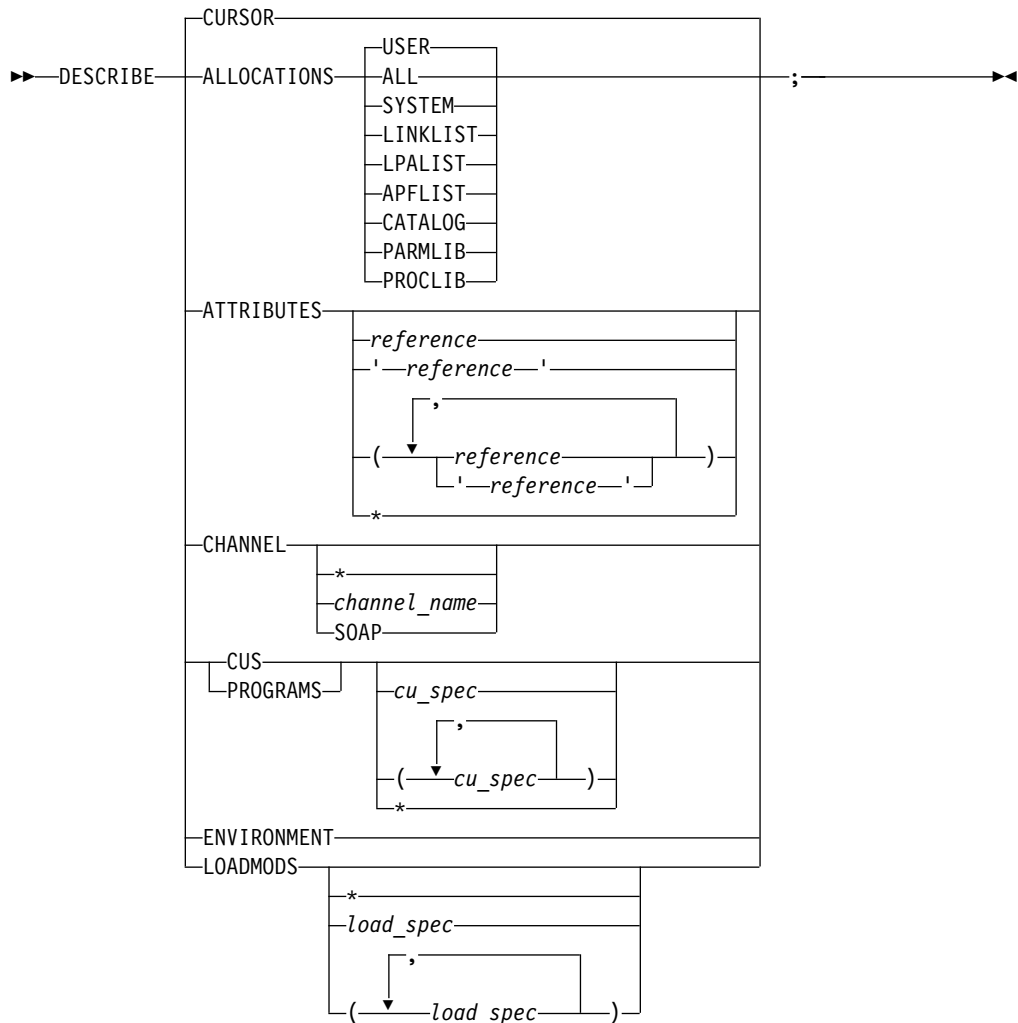 CURSOR
USER
DESCRIBE ALLOCATIONS ALL ;
SYSTEM
LINKLIST
LPALIST
APFLIST
CATALOG
PARMLIB
PROCLIB
ATTRIBUTES
reference
' reference '
,
( reference )
' reference '
*
CHANNEL
*
channel_name
SOAP
CUS
PROGRAMS cu_spec
,
( cu_spec )
*
ENVIRONMENT
LOADMODS
*
load_spec
,
( load_spec )